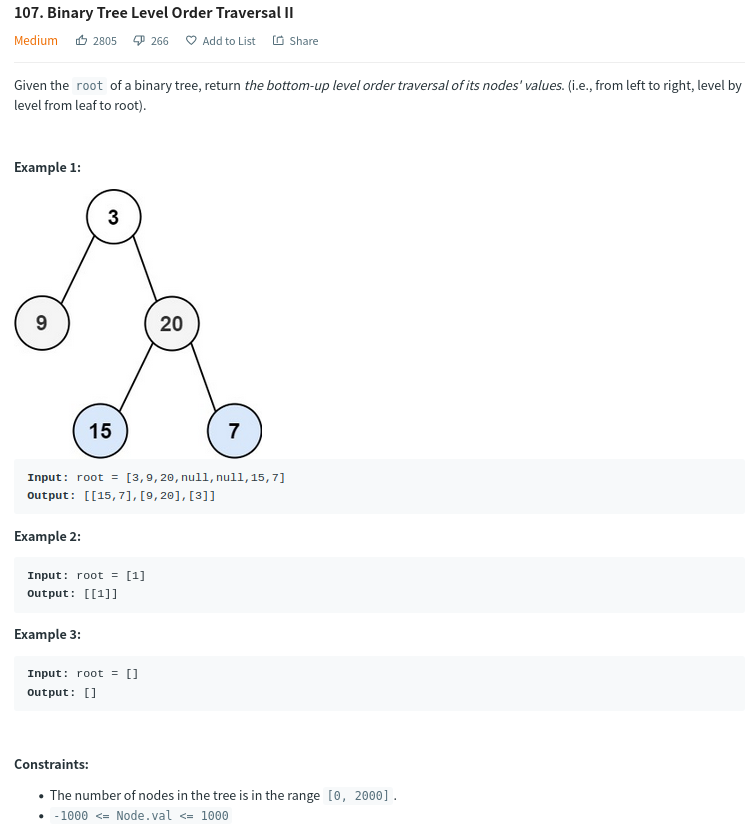 107. Binary Tree Level Order Traversal II
Medium 2805 266 Add to List Share
Given the root of a binary tree, return the bottom-up level order traversal of its nodes' values. (i.e., from left to right, level by
level from leaf to root).
Example 1:
3
9 20
15 7
Input: root = [3,9,20,null,null,15,7]
Output: [[15,7],[9,20],[3]]
Example 2:
Input: root = [1]
Output: [[1]]
Example 3:
Input: root = []
Output: []
Constraints:
• The number of nodes in the tree is in the range [0, 2000].
• -1000 <= Node.val <= 1000